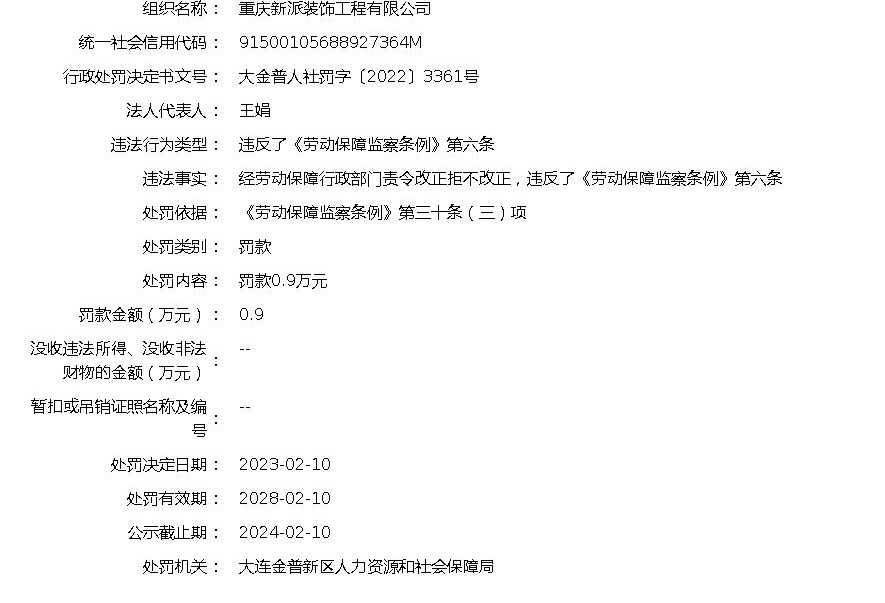 组织名称： 重庆新派装饰工程有限公司
统一社会信用代码： 91500105688927364M
行政处罚决定书文号： 大金普人社罚字〔2022〕3361号
法人代表人： 王娟
违法行为类型： 违反了《劳动保障监察条例》第六条
违法事实： 经劳动保障行政部门责令改正拒不改正，违反了《劳动保障监察条例》第六条
处罚依据： 《劳动保障监察条例》第三十条（三）项
处罚类别： 罚款
处罚内容： 罚款0.9万元
罚款金额（万元）： 0.9
没收违法所得、没收非法
财物的金额（万元）： --
暂扣或吊销证照名称及编
号： --
处罚决定日期： 2023-02-10
处罚有效期： 2028-02-10
公示截止期： 2024-02-10
处罚机关： 大连金普新区人力资源和社会保障局